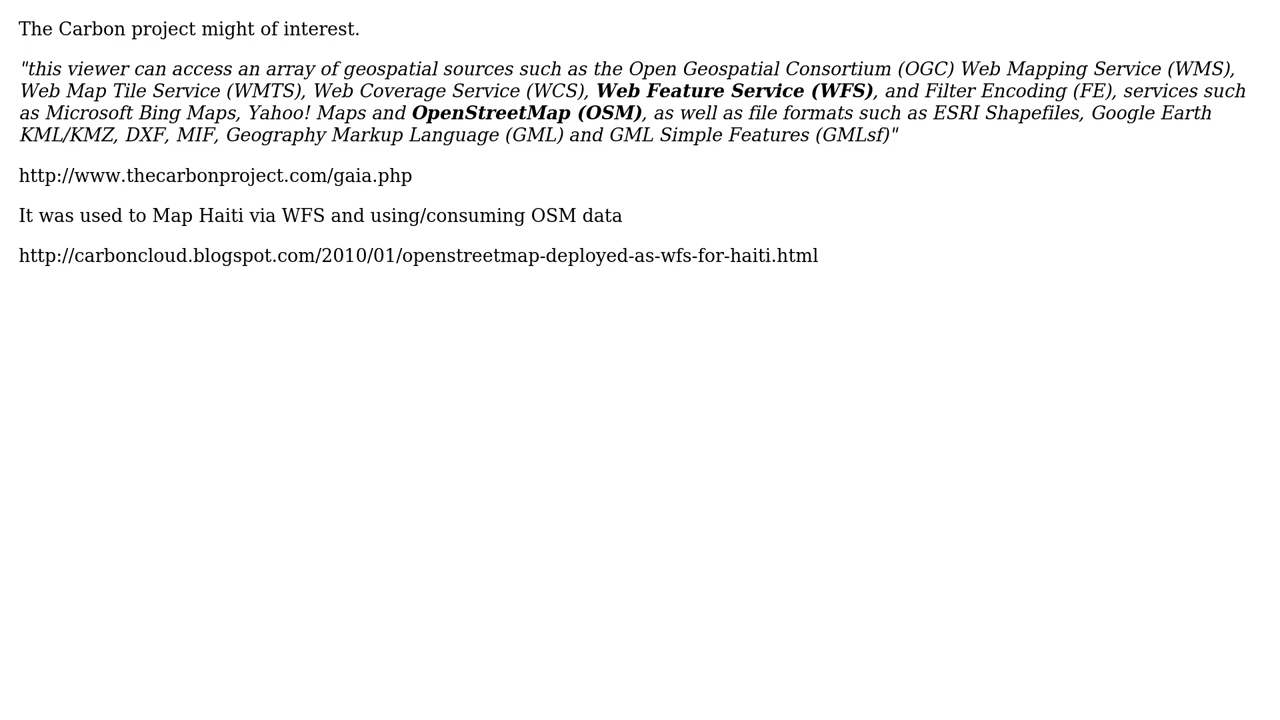 The Carbon project might of interest.
"this viewer can access an array of geospatial sources such as the Open Geospatial Consortium (OGC) Web Mapping Service (WMS),
Web Map Tile Service (WMTS), Web Coverage Service (WCS), Web Feature Service (WFS), and Filter Encoding (FE), services such
as Microsoft Bing Maps, Yahoo! Maps and OpenStreetMap (OSM), as well as file formats such as ESRI Shapefiles, Google Earth
KML/KMZ, DXF, MIF, Geography Markup Language (GML) and GML Simple Features (GMLsf)"
http://www.thecarbonproject.com/gaia.php
It was used to Map Haiti via WFS and using/consuming OSM data
http://carboncloud.blogspot.com/2010/01/openstreetmap-deployed-as-wfs-for-haiti.html